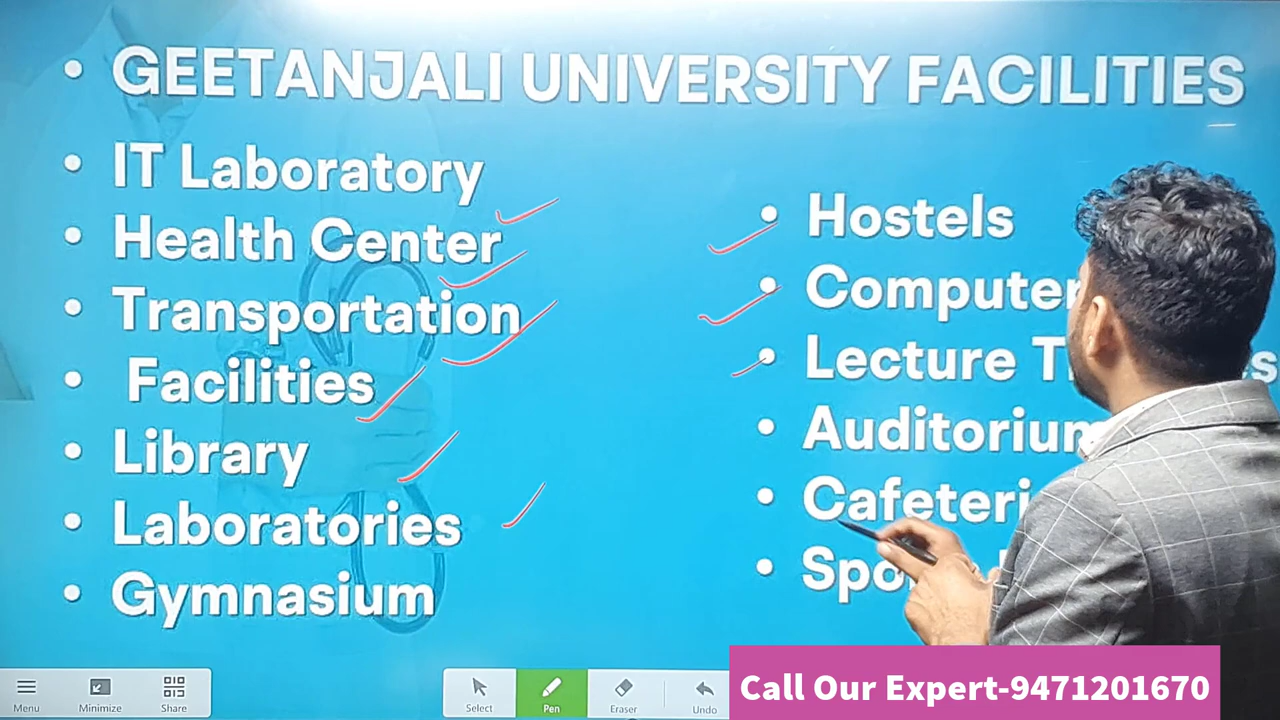 • GEETANJALI UNIVERSITY FACILITIES
• IT Laboratory
• Health Center
• Transportation
• Facilities
• Library
• Laboratories
• Gymnasium
• Hostels
• Computer
• Lecture
• Auditorium
•
•
Menu
Minimize
Share
Select
Pen
Eraser
Undo
Call Our Expert-9471201670